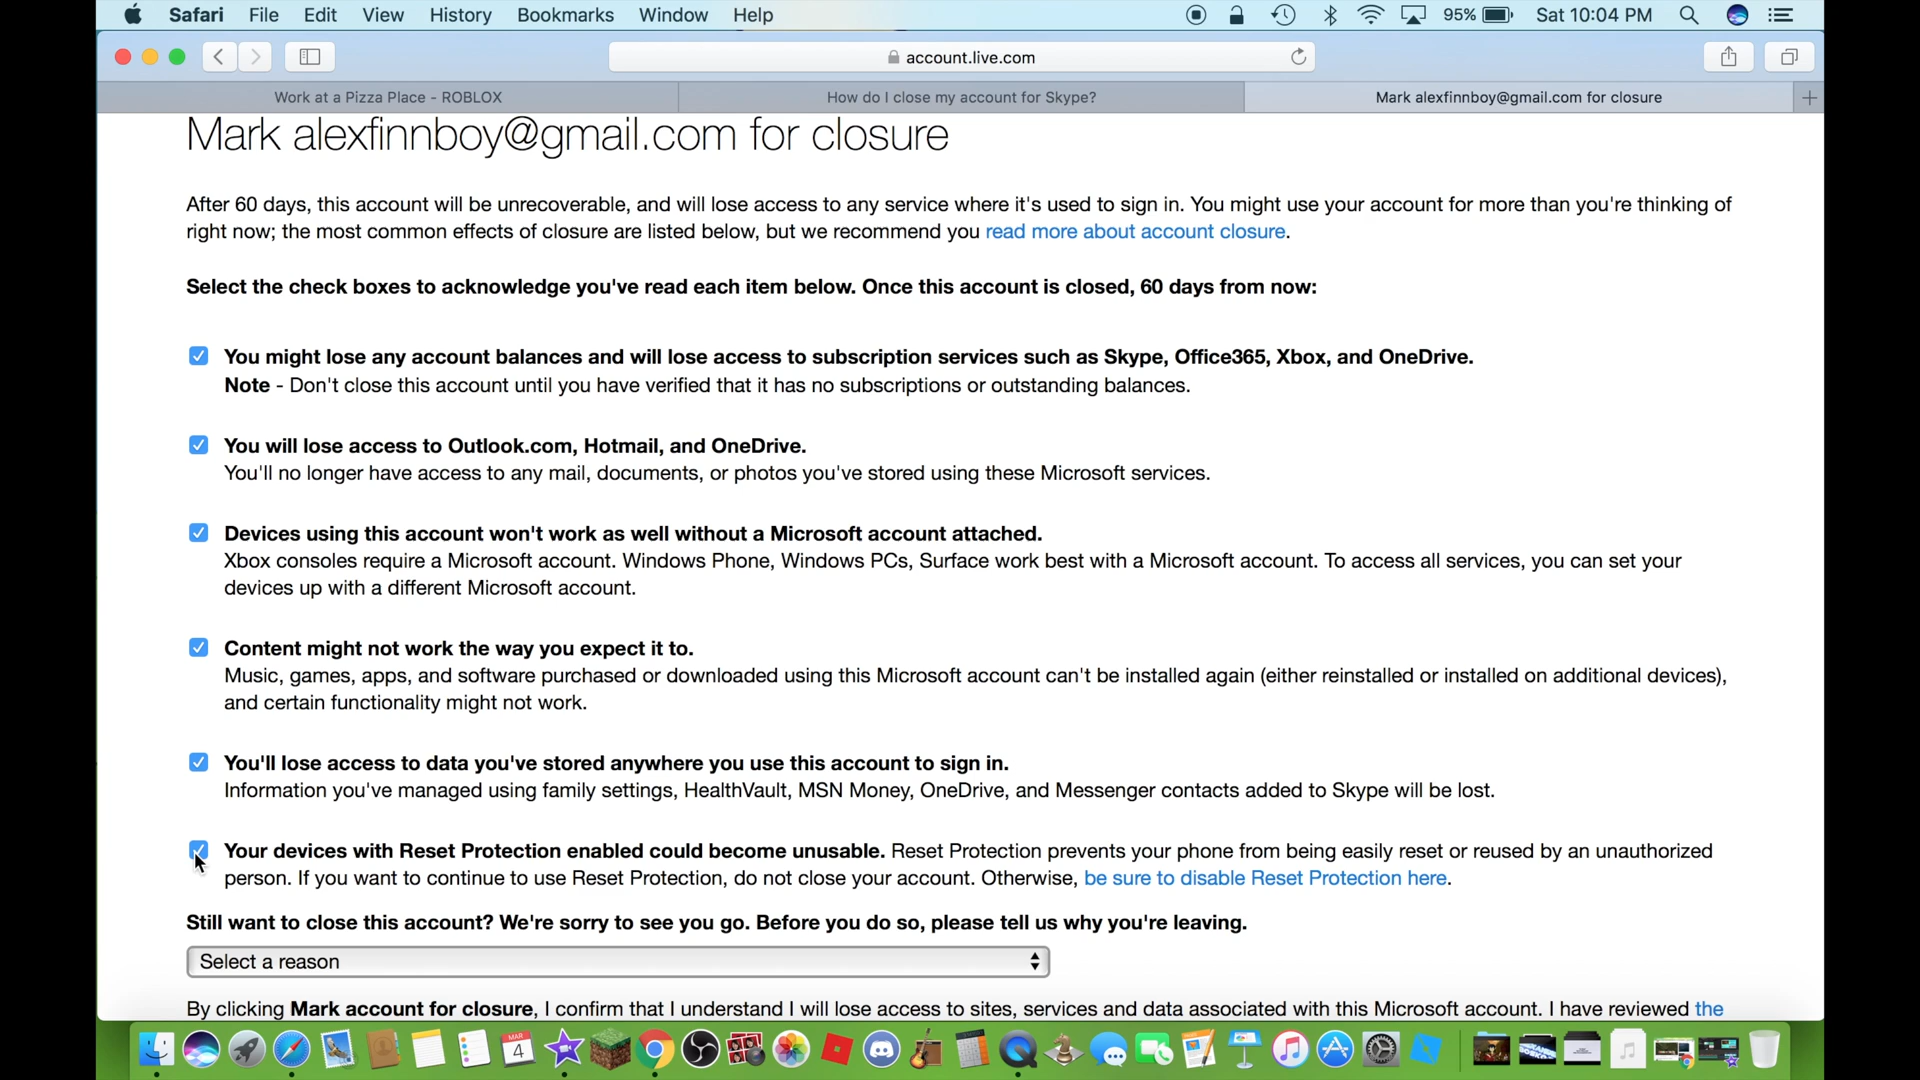 Safari File Edit View History Bookmarks Window Help 95% Sat 10:04 PM
account.live.com
Work at a Pizza Place - ROBLOX How do I close my account for Skype? Mark alexfinnboy@gmail.com for closure
Mark alexfinnboy@gmail.com for closure
After 60 days, this account will be unrecoverable, and will lose access to any service where it's used to sign in. You might use your account for more than you're thinking of
right now; the most common effects of closure are listed below, but we recommend you read more about account closure.
Select the check boxes to acknowledge you've read each item below. Once this account is closed, 60 days from now:
You might lose any account balances and will lose access to subscription services such as Skype, Office365, Xbox, and OneDrive.
Note - Don't close this account until you have verified that it has no subscriptions or outstanding balances.
You will lose access to Outlook.com, Hotmail, and OneDrive.
You'll no longer have access to any mail, documents, or photos you've stored using these Microsoft services.
Devices using this account won't work as well without a Microsoft account attached.
Xbox consoles require a Microsoft account. Windows Phone, Windows PCs, Surface work best with a Microsoft account. To access all services, you can set your
devices up with a different Microsoft account.
Content might not work the way you expect it to.
Music, games, apps, and software purchased or downloaded using this Microsoft account can't be installed again (either reinstalled or installed on additional devices),
and certain functionality might not work.
You'll lose access to data you've stored anywhere you use this account to sign in.
Information you've managed using family settings, HealthVault, MSN Money, OneDrive, and Messenger contacts added to Skype will be lost.
Your devices with Reset Protection enabled could become unusable. Reset Protection prevents your phone from being easily reset or reused by an unauthorized
person. If you want to continue to use Reset Protection, do not close your account. Otherwise, be sure to disable Reset Protection here.
Still want to close this account? We're sorry to see you go. Before you do so, please tell us why you're leaving.
Select a reason
By clicking Mark account for closure, I confirm that I understand I will lose access to sites, services and data associated with this Microsoft account. I have reviewed the
MAR
4